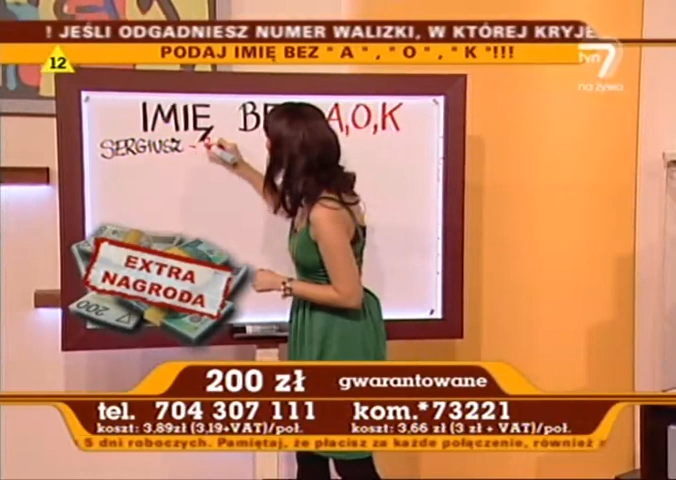 ! JEŚLI ODGADNIESZ NUMER WALIZKI, W KTÓREJ KRYJE
PODAJ IMIĘ BEZ " A " , " O " , " K "!!!
12
tvn
7
na żywo
IMIĘ BE A,O,K
SERGIUSZ -
EXTRA
NAGRODA
200
200 zł gwarantowane
tel. 704 307 111 kom.*73221
koszt: 3,89zł (3,19+VAT)/poł. koszt: 3,66 zł (3 zł + VAT)/poł.
5 dni roboczych. Pamiętaj, że płacisz za każde połączenie, również